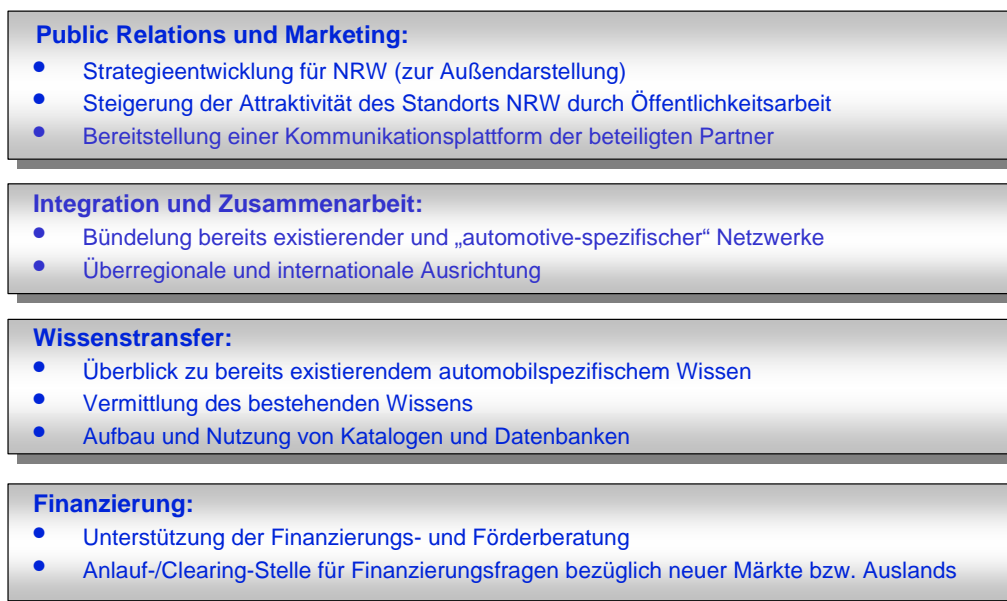 Public Relations und Marketing:
• Strategieentwicklung für NRW (zur Außendarstellung)
• Steigerung der Attraktivität des Standorts NRW durch Öffentlichkeitsarbeit
• Bereitstellung einer Kommunikationsplattform der beteiligten Partner
Integration und Zusammenarbeit:
• Bündelung bereits existierender und „automotive-spezifischer“ Netzwerke
• Überregionale und internationale Ausrichtung
Wissenstransfer:
• Überblick zu bereits existierendem automobilspezifischem Wissen
• Vermittlung des bestehenden Wissens
• Aufbau und Nutzung von Katalogen und Datenbanken
Finanzierung:
• Unterstützung der Finanzierungs- und Förderberatung
• Anlauf-/Clearing-Stelle für Finanzierungsfragen bezüglich neuer Märkte bzw. Auslands